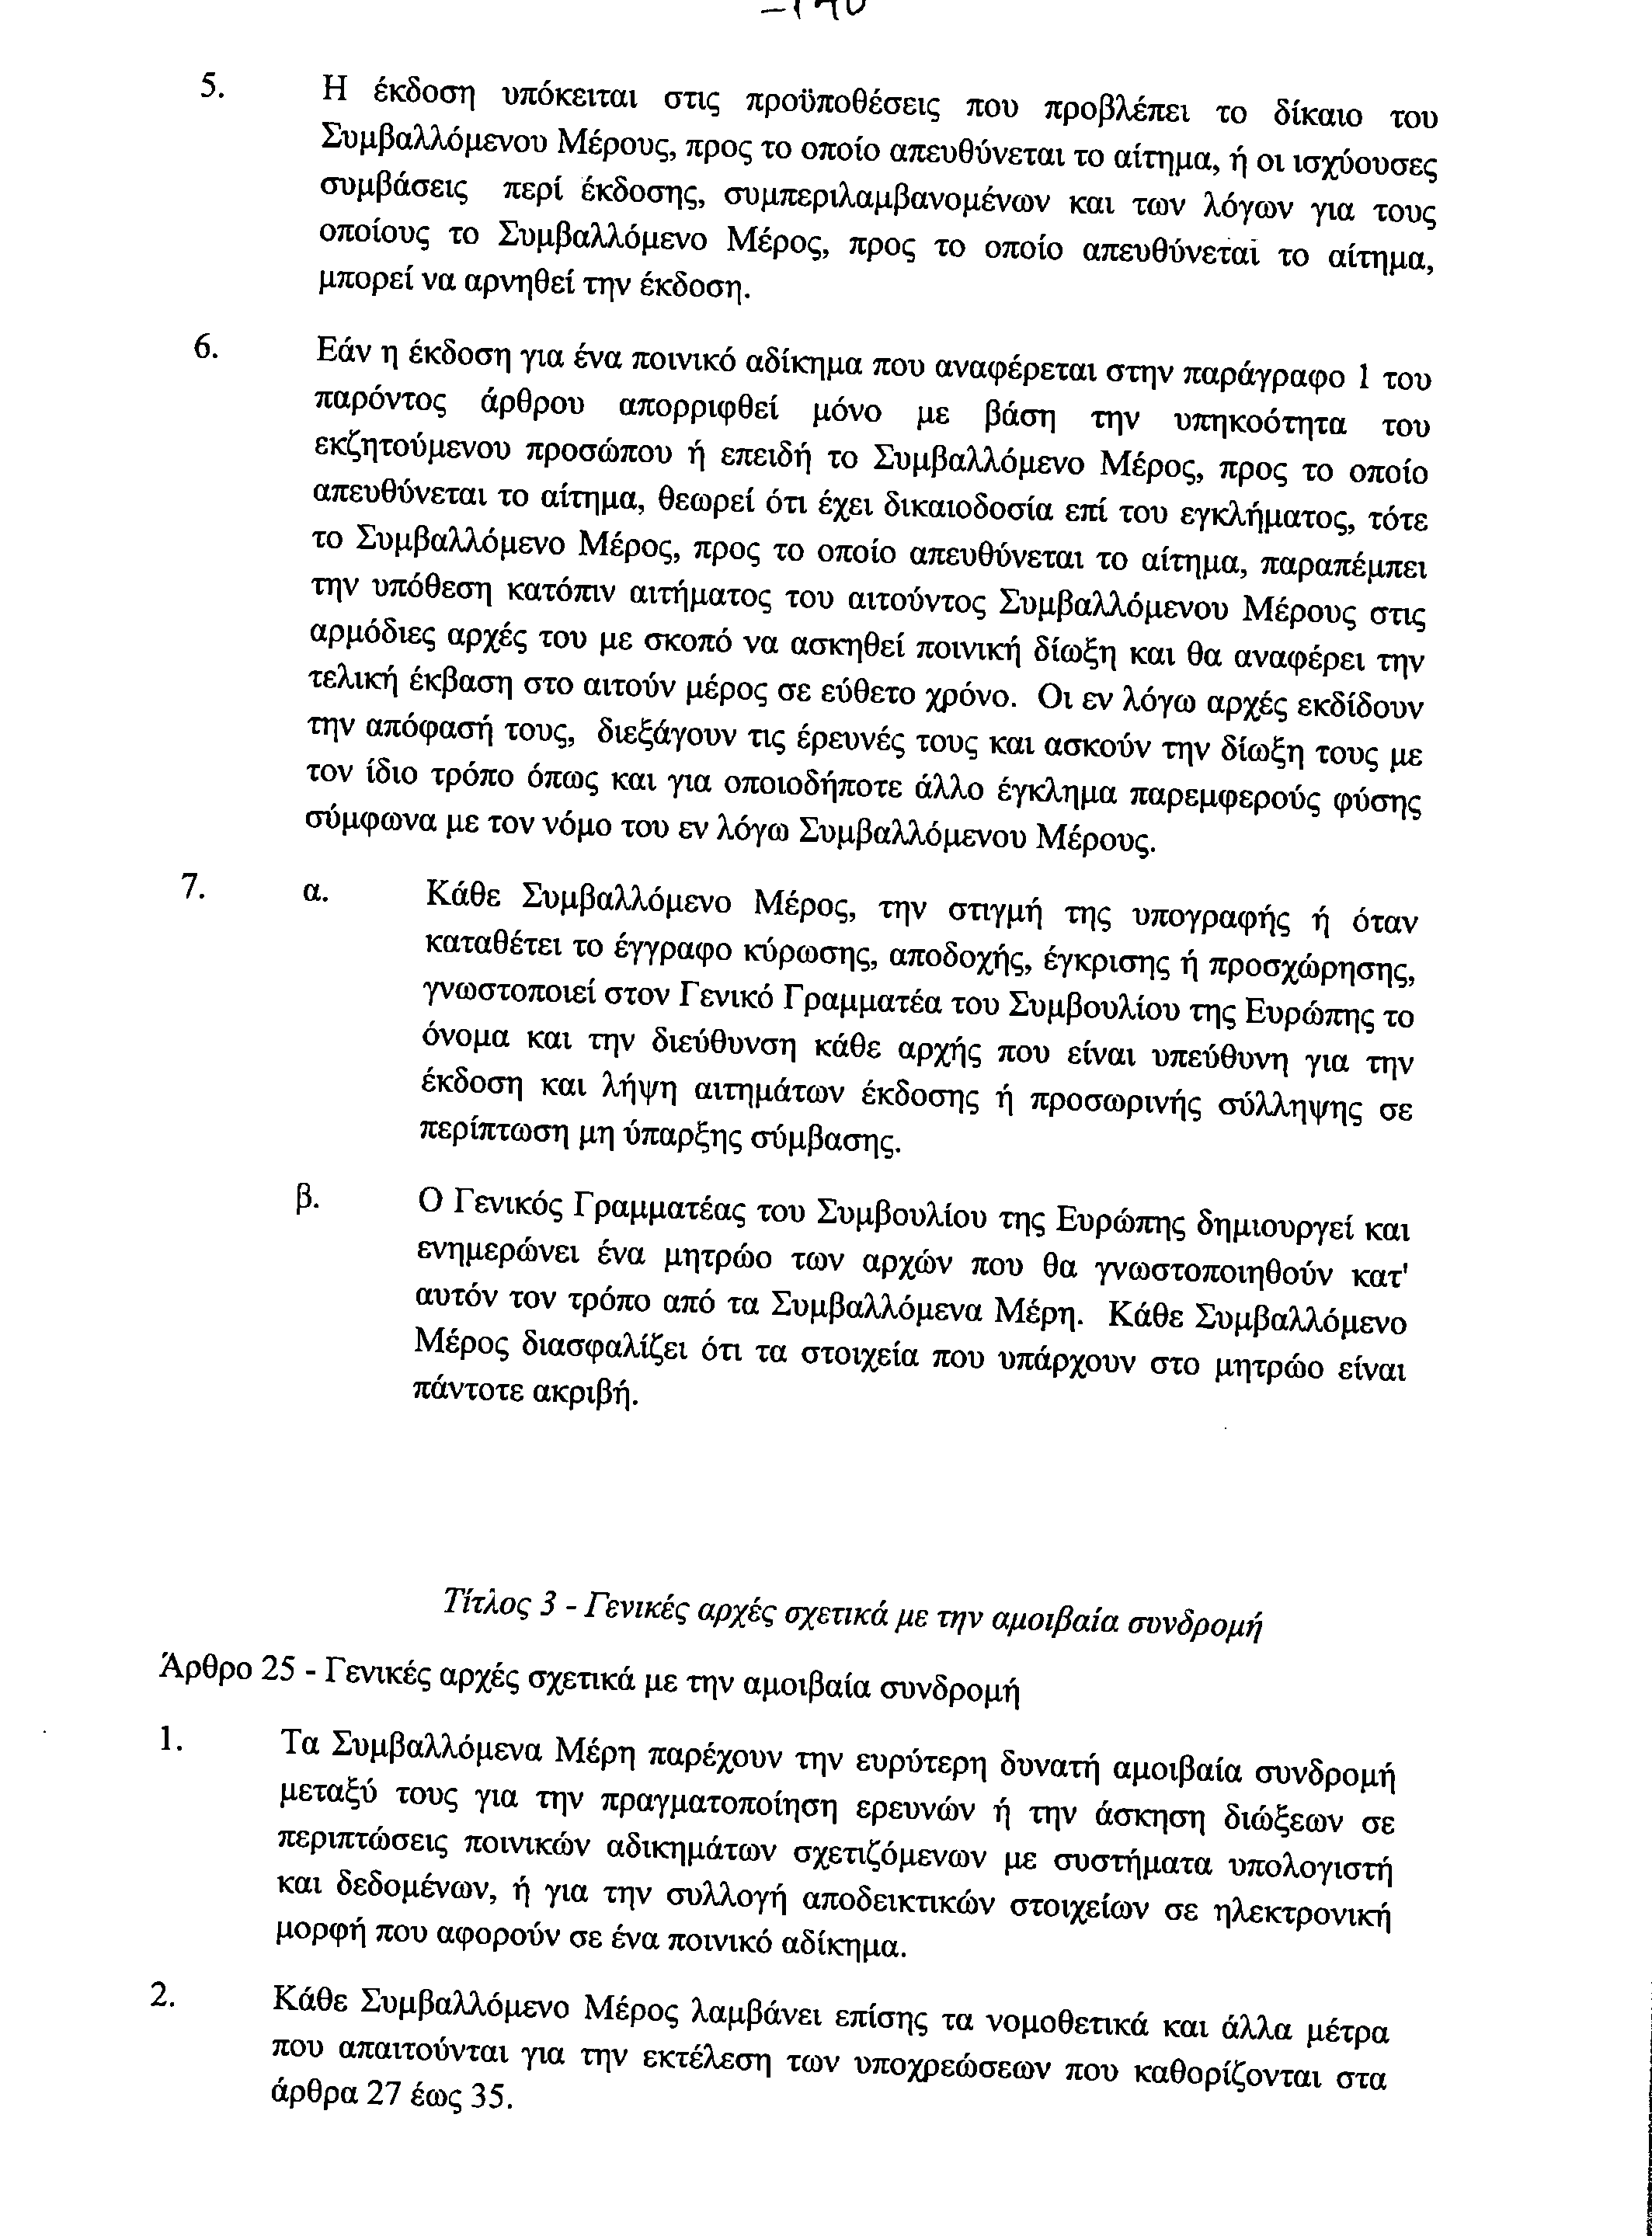 5. Η έκδοση υπόκειται στις προϋποθέσεις που προβλέπει το δίκαιο του
Συμβαλλόμενου Μέρους, προς το οποίο απευθύνεται το αίτημα, ή οι ισχύουσες
συμβάσεις περί έκδοσης, συμπεριλαμβανομένων και των λόγων για τους
οποίους το Συμβαλλόμενο Μέρος, προς το οποίο απευθύνεται το αίτημα,
μπορεί να αρνηθεί την έκδοση.
6. Εάν η έκδοση για ένα ποινικό αδίκημα που αναφέρεται στην παράγραφο 1 του
παρόντος άρθρου απορριφθεί μόνο με βάση την υπηκοότητα του
εκζητούμενου προσώπου ή επειδή το Συμβαλλόμενο Μέρος, προς το οποίο
απευθύνεται το αίτημα, θεωρεί ότι έχει δικαιοδοσία επί του εγκλήματος, τότε
το Συμβαλλόμενο Μέρος, προς το οποίο απευθύνεται το αίτημα, παραπέμπει
την υπόθεση κατόπιν αιτήματος του αιτούντος Συμβαλλόμενου Μέρους στις
αρμόδιες αρχές του με σκοπό να ασκηθεί ποινική δίωξη και θα αναφέρει την
τελική έκβαση στο αιτούν μέρος σε εύθετο χρόνο. Οι εν λόγω αρχές εκδίδουν
την απόφασή τους, διεξάγουν τις έρευνές τους και ασκούν την δίωξη τους με
τον ίδιο τρόπο όπως και για οποιοδήποτε άλλο έγκλημα παρεμφερούς φύσης
σύμφωνα με τον νόμο του εν λόγω Συμβαλλόμενου Μέρους.
7. α. Κάθε Συμβαλλόμενο Μέρος, την στιγμή της υπογραφής ή όταν
καταθέτει το έγγραφο κύρωσης, αποδοχής, έγκρισης ή προσχώρησης,
γνωστοποιεί στον Γενικό Γραμματέα του Συμβουλίου της Ευρώπης το
όνομα και την διεύθυνση κάθε αρχής που είναι υπεύθυνη για την
έκδοση και λήψη αιτημάτων έκδοσης ή προσωρινής σύλληψης σε
περίπτωση μη ύπαρξης σύμβασης.
β. Ο Γενικός Γραμματέας του Συμβουλίου της Ευρώπης δημιουργεί και
ενημερώνει ένα μητρώο των αρχών που θα γνωστοποιηθούν κατ'
αυτόν τον τρόπο από τα Συμβαλλόμενα Μέρη. Κάθε Συμβαλλόμενο
Μέρος διασφαλίζει ότι τα στοιχεία που υπάρχουν στο μητρώο είναι
πάντοτε ακριβή.
Τίτλος 3 - Γενικές αρχές σχετικά με την αμοιβαία συνδρομή
Άρθρο 25 - Γενικές αρχές σχετικά με την αμοιβαία συνδρομή
1. Τα Συμβαλλόμενα Μέρη παρέχουν την ευρύτερη δυνατή αμοιβαία συνδρομή
μεταξύ τους για την πραγματοποίηση ερευνών ή την άσκηση διώξεων σε
περιπτώσεις ποινικών αδικημάτων σχετιζόμενων με συστήματα υπολογιστή
και δεδομένων, ή για την συλλογή αποδεικτικών στοιχείων σε ηλεκτρονική
μορφή που αφορούν σε ένα ποινικό αδίκημα.
2. Κάθε Συμβαλλόμενο Μέρος λαμβάνει επίσης τα νομοθετικά και άλλα μέτρα
που απαιτούνται για την εκτέλεση των υποχρεώσεων που καθορίζονται στα
άρθρα 27 έως 35.